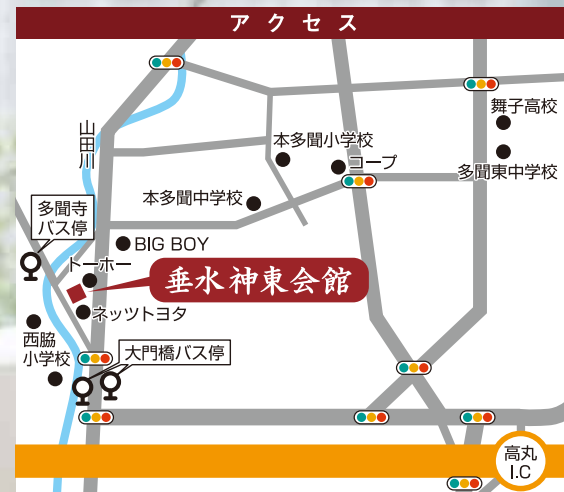 アクセス
舞子高校
山田川
本多聞小学校
コープ
多聞東中学校
本多聞中学校
多聞寺
バス停
BIG BOY
トーホー
垂水神東会館
ネッツトヨタ
西脇
小学校
大門橋バス停
高丸
I.C